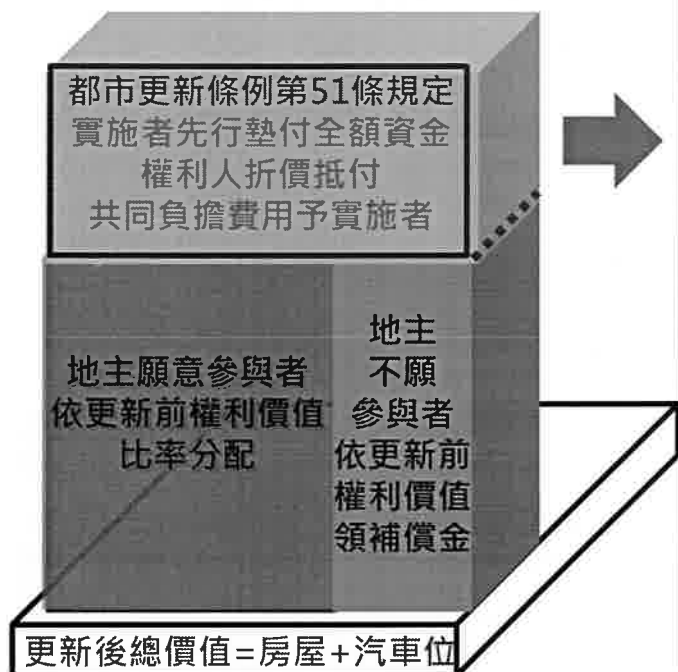 都市更新條例第51條規定
實施者先行墊付全額資金
權利人折價抵付
共同負擔費用予實施者
地主願意參與者
依更新前權利價值
比率分配
地主
不願
參與者
依更新前
權利價值
領補償金
更新後總價值=房屋+汽車位